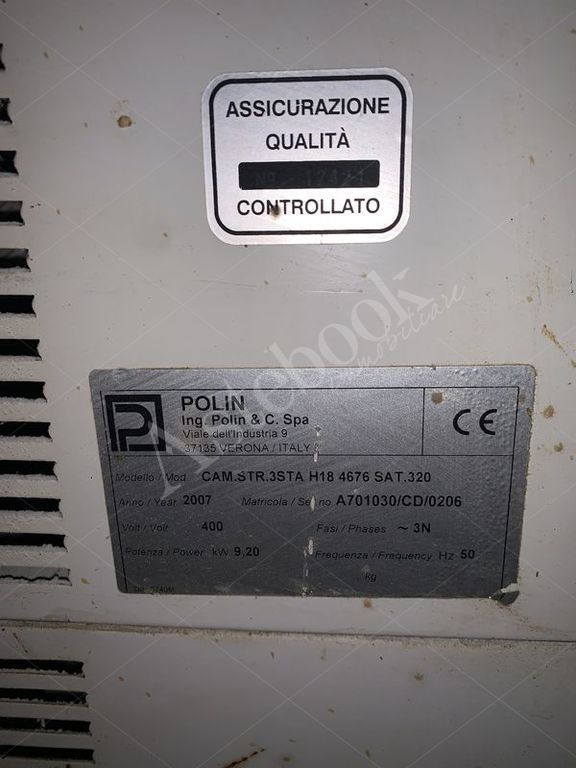 ASSICURAZIONE
QUALITÀ
CONTROLLATO
POLIN
Ing. Polin & C. Spa
Viale dell'Industria 9
37135 VERONA / ITALY
CE
Modello / Mod. CAM.STR.3STA H18 4676 SAT.320
Anno / Year 2007 Matricola / Se no A701030/CD/0206
Volt / Volt 400 Fasi / Phases ~ 3N
Potenza / Power kW 9,20 Frequenza / Frequency Hz 50
kg